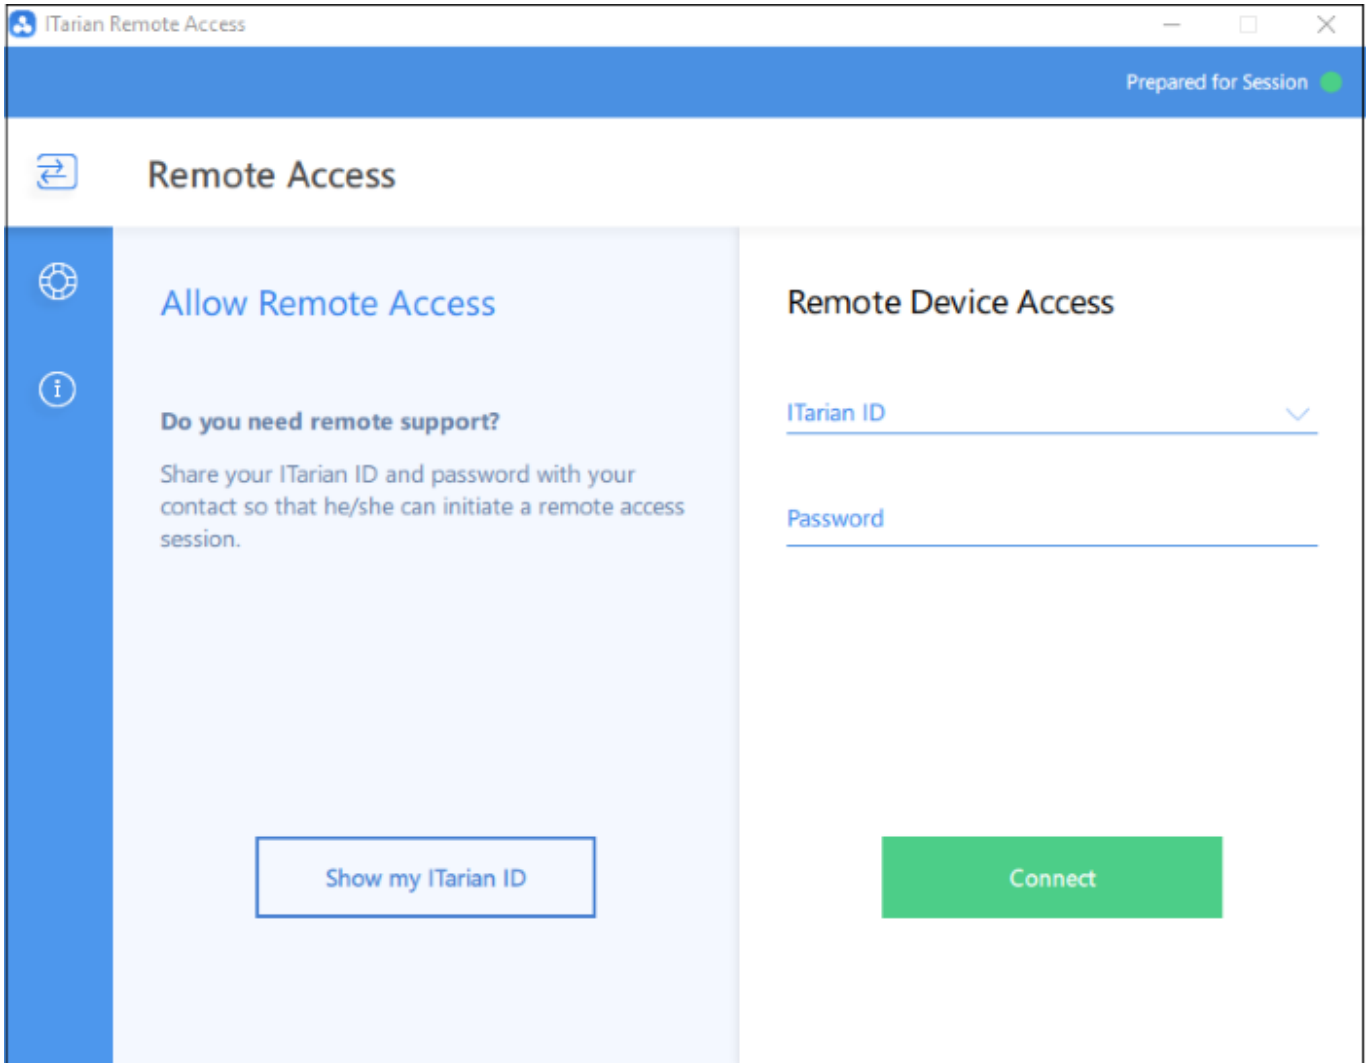 ITarian Remote Access
Prepared for Session
Remote Access
Allow Remote Access
Do you need remote support?
Share your ITarian ID and password with your
contact so that he/she can initiate a remote access
session.
Show my ITarian ID
Remote Device Access
ITarian ID
Password
Connect